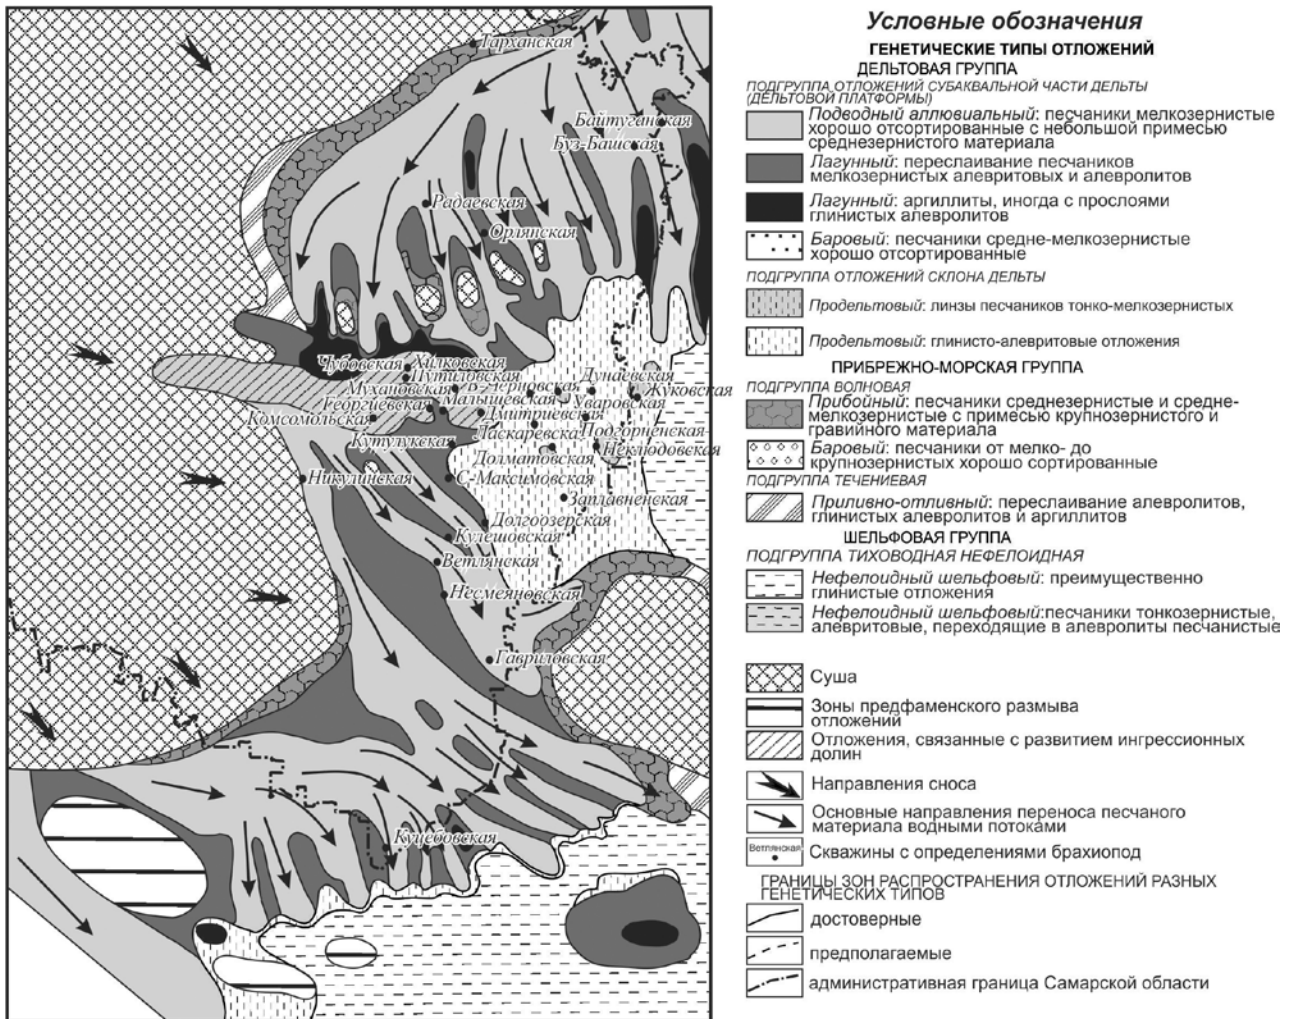 Тарханская
Байтуганская
Буз-Башская
Радаевская
Орлянская
Чубовская
Хилковская
Путиловская
Мухановская
Дунаевская
Жуковская
Георгиевская
Малышевская
Уваровская
Комсомольская
Дмитриевская
Кутулукская
Ласкаревская
Подгорненская
Долматовская
Неклюдовская
Никулинская
С-Максимовская
Заплавненская
Долгоозерская
Кулешовская
Ветлянская
Несмеяновская
Гавриловская
Куцебовская
Условные обозначения
ГЕНЕТИЧЕСКИЕ ТИПЫ ОТЛОЖЕНИЙ
ДЕЛЬТОВАЯ ГРУППА
ПОДГРУППА ОТЛОЖЕНИЙ СУБАКВАЛЬНОЙ ЧАСТИ ДЕЛЬТЫ
(ДЕЛЬТОВОЙ ПЛАТФОРМЫ)
Подводный аллювиальный: песчаники мелкозернистые
хорошо отсортированные с небольшой примесью
среднезернистого материала
Лагунный: переслаивание песчаников
мелкозернистых алевритовых и алевролитов
Лагунный: аргиллиты, иногда с прослоями
глинистых алевролитов
Баровый: песчаники средне-мелкозернистые
хорошо отсортированные
ПОДГРУППА ОТЛОЖЕНИЙ СКЛОНА ДЕЛЬТЫ
Продельтовый: линзы песчаников тонко-мелкозернистых
Продельтовый: глинисто-алевритовые отложения
ПРИБРЕЖНО-МОРСКАЯ ГРУППА
ПОДГРУППА ВОЛНОВАЯ
Прибойный: песчаники среднезернистые и средне-
мелкозернистые с примесью крупнозернистого и
гравийного материала
Баровый: песчаники от мелко- до
крупнозернистых хорошо сортированные
ПОДГРУППА ТЕЧЕНИЕВАЯ
Приливно-отливный: переслаивание алевролитов,
глинистых алевролитов и аргиллитов
ШЕЛЬФОВАЯ ГРУППА
ПОДГРУППА ТИХОВОДНАЯ НЕФЕЛОИДНАЯ
Нефелоидный шельфовый: преимущественно
глинистые отложения
Нефелоидный шельфовый:песчаники тонкозернистые,
алевритовые, переходящие в алевролиты песчанистые
Суша
Зоны предфаменского размыва
отложений
Отложения, связанные с развитием ингрессионных
долин
Направления сноса
Основные направления переноса песчаного
материала водными потоками
Ветлянская
Скважины с определениями брахиопод
ГРАНИЦЫ ЗОН РАСПРОСТРАНЕНИЯ ОТЛОЖЕНИЙ РАЗНЫХ
ГЕНЕТИЧЕСКИХ ТИПОВ
достоверные
предполагаемые
административная граница Самарской области